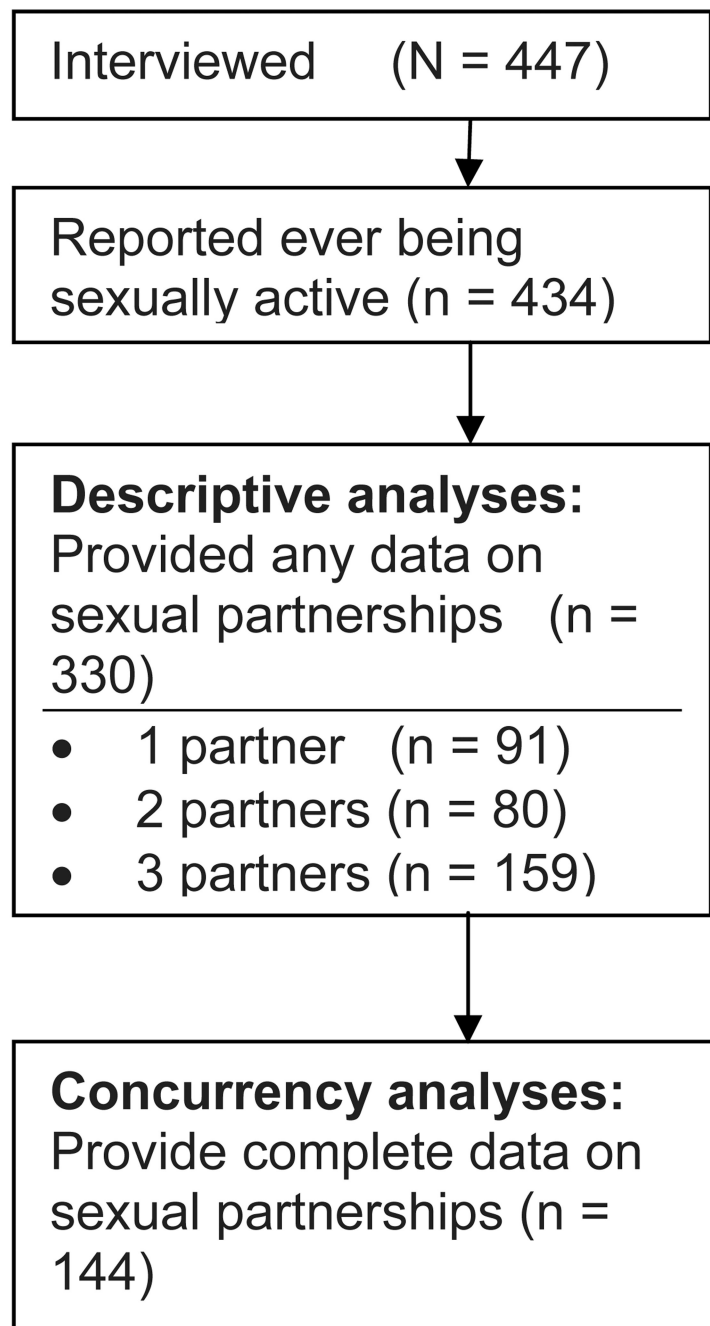 Interviewed (N = 447)
Reported ever being
sexually active (n = 434)
Descriptive analyses:
Provided any data on
sexual partnerships (n =
330)
• 1 partner (n = 91)
• 2 partners (n = 80)
• 3 partners (n = 159)
Concurrency analyses:
Provide complete data on
sexual partnerships (n =
144)